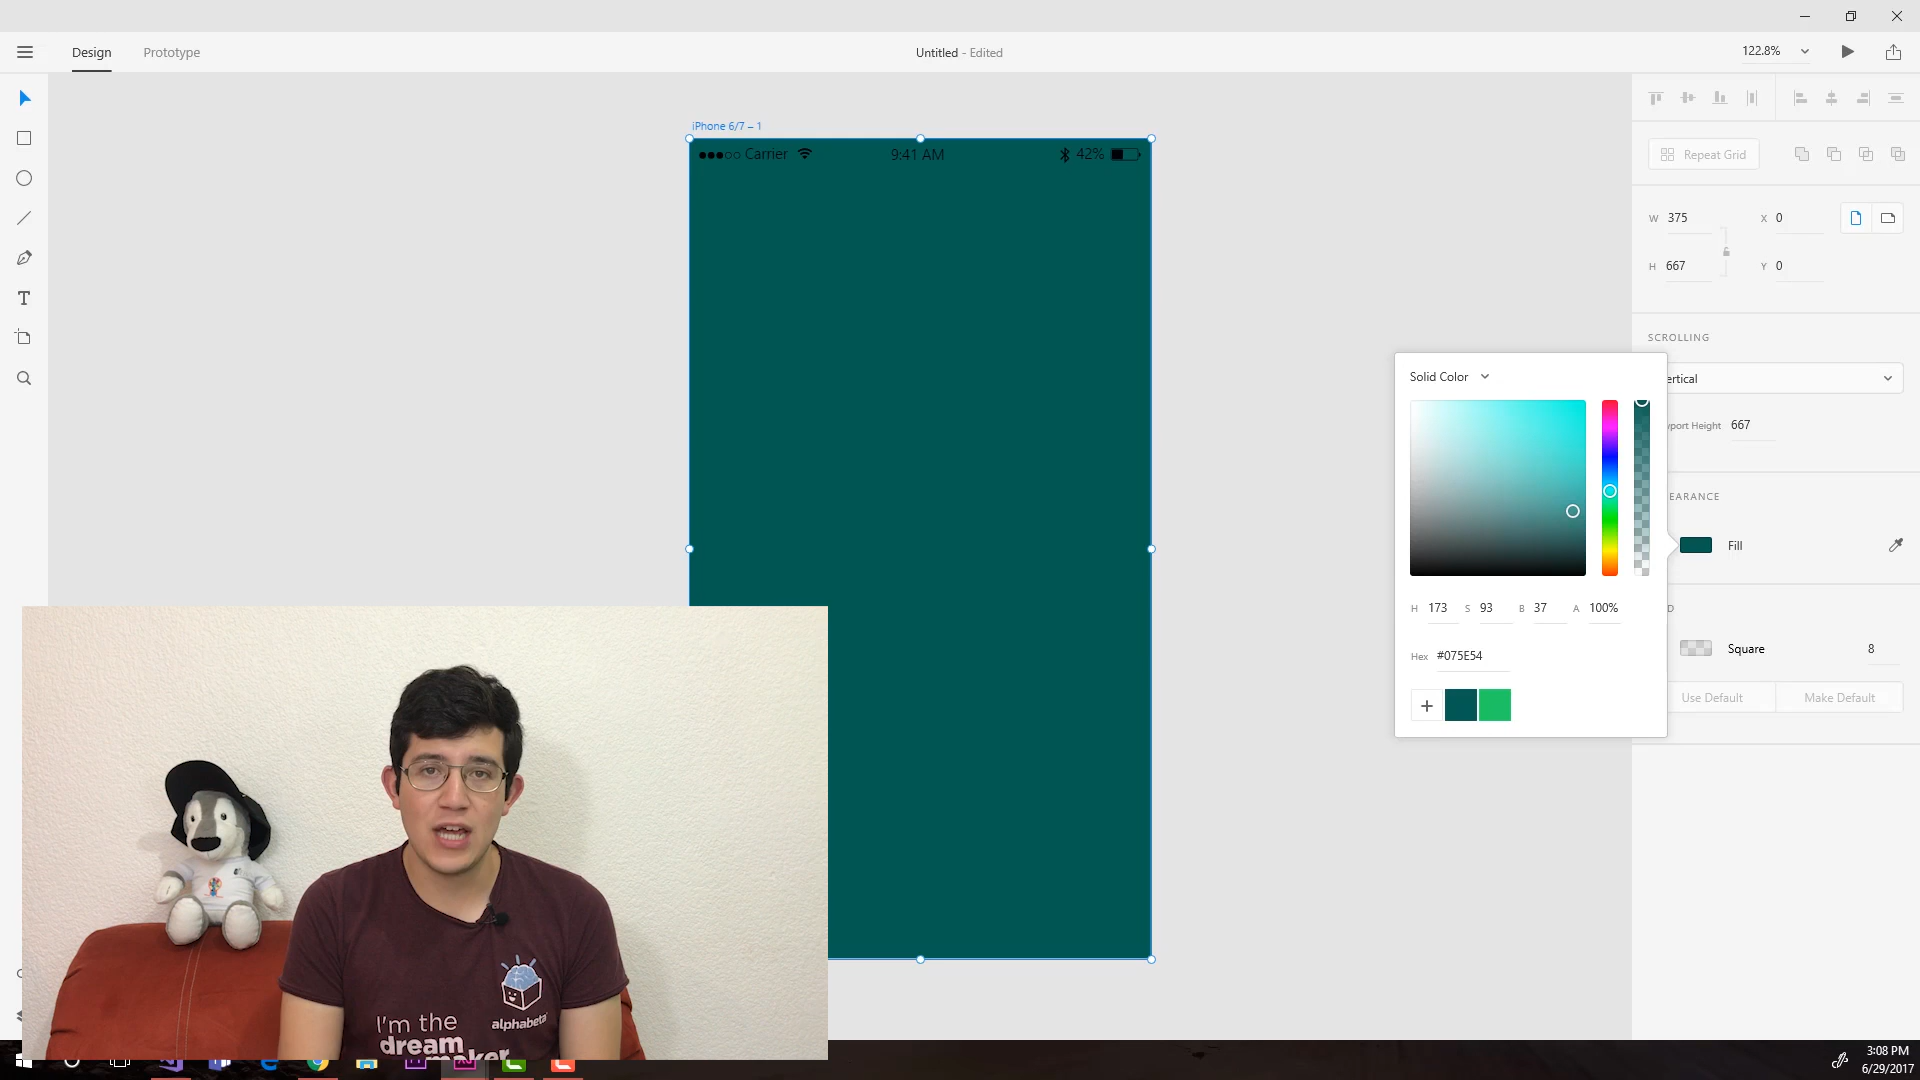 Design
Prototype
Untitled - Edited
122.8%
iPhone 6/7 – 1
Carrier
9:41 AM
42%
Repeat Grid
W 375
X 0
H 667
Y 0
SCROLLING
ertical
port Height 667
EARANCE
Fill
Solid Color
H 173 S 93 B 37 A 100%
Hex #075E54
D
Square 8
Use Default
Make Default
I'm the
dream
maker
alphabeta
3:08 PM
6/29/2017